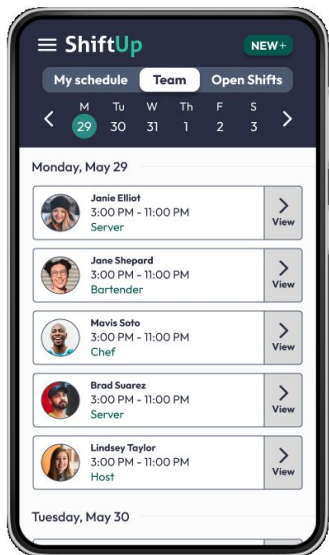 ShiftUp
NEW+
My schedule Team Open Shifts
M Tu W Th F S
29 30 31 1 2 3
Monday, May 29
Janie Elliot
3:00 PM - 11:00 PM
Server
View
Jane Shepard
3:00 PM - 11:00 PM
Bartender
View
Mavis Soto
3:00 PM - 11:00 PM
Chef
View
Brad Suarez
3:00 PM - 11:00 PM
Server
View
Lindsey Taylor
3:00 PM - 11:00 PM
Host
View
Tuesday, May 30